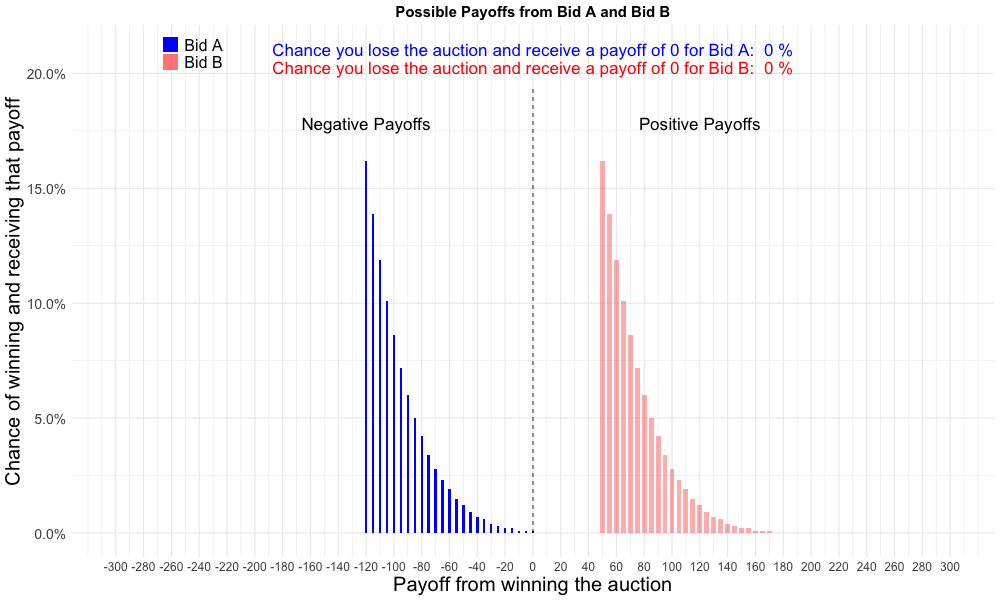 Possible Payoffs from Bid A and Bid B
Bid A
Bid B
Chance you lose the auction and receive a payoff of 0 for Bid A: 0 %
Chance you lose the auction and receive a payoff of 0 for Bid B: 0 %
Negative Payoffs
Positive Payoffs
Chance of winning and receiving that payoff
20.0%
15.0%
10.0%
5.0%
0.0%
-300 -280 -260 -240 -220 -200 -180 -160 -140 -120 -100 -80 -60 -40 -20 0 20 40 60 80 100 120 140 160 180 200 220 240 260 280 300
Payoff from winning the auction